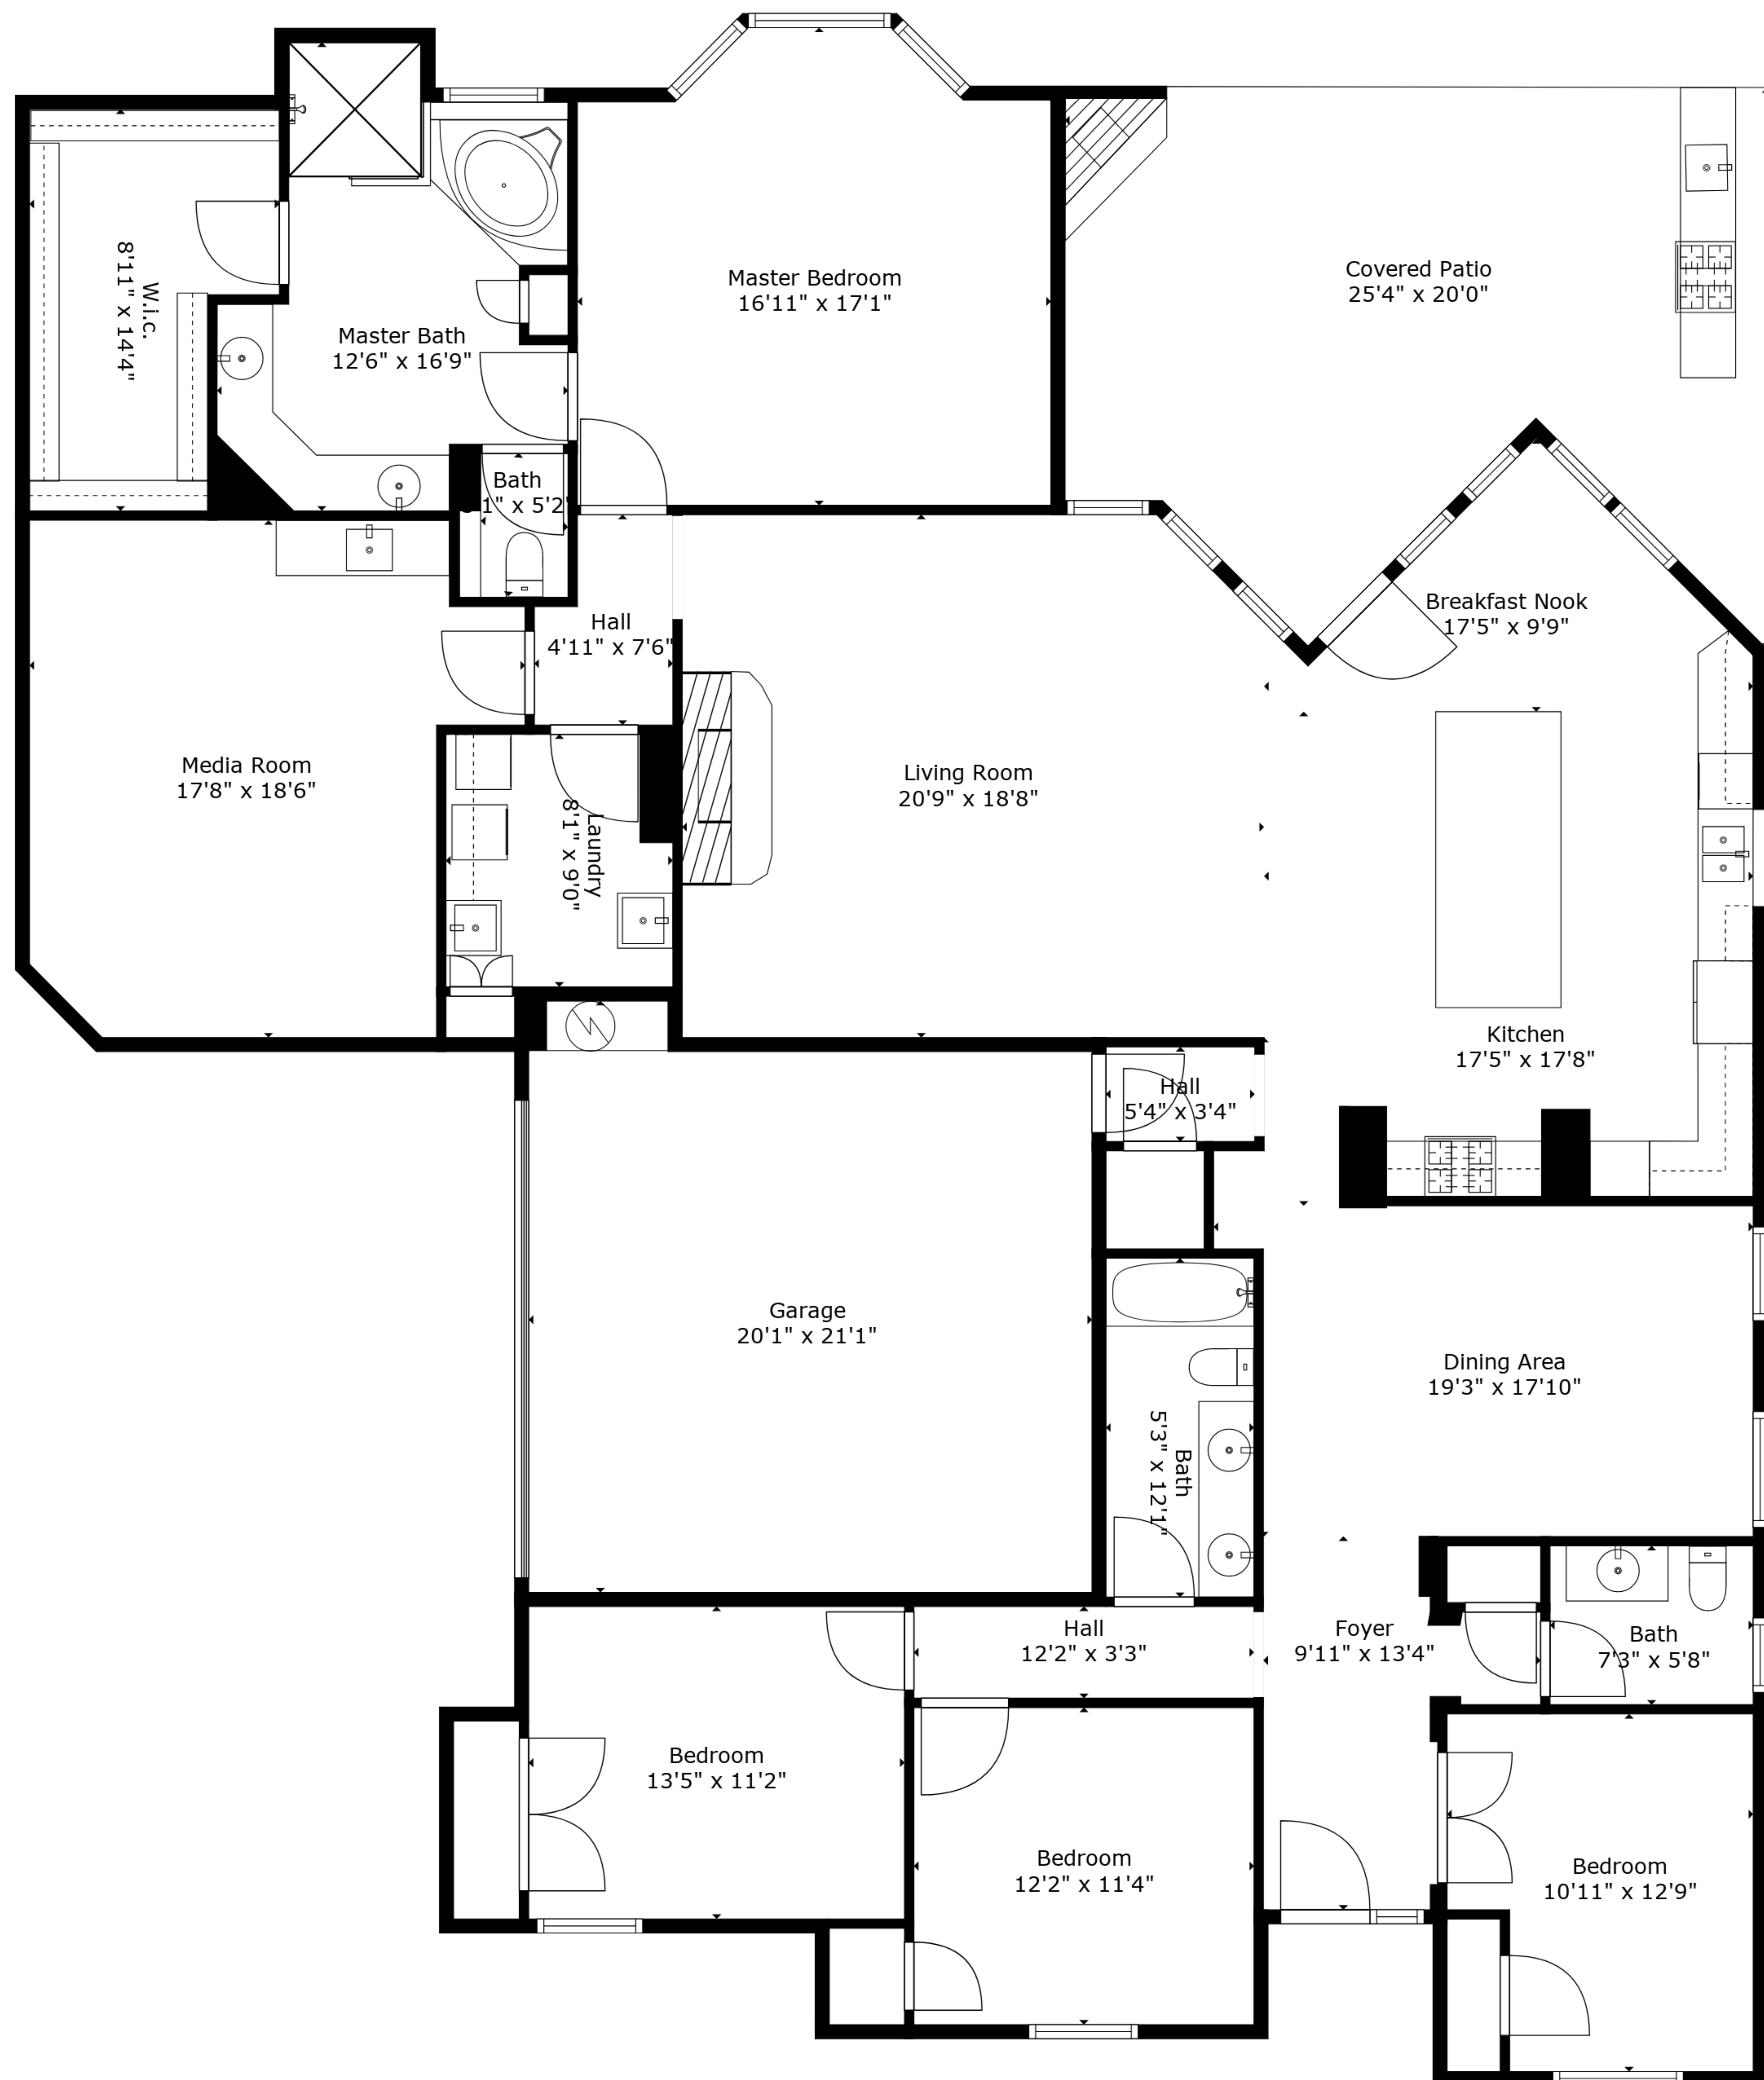 Master Bedroom
16'11" x 17'1"
Covered Patio
25'4" x 20'0"
W.i.c.
8'11" x 14'4"
Master Bath
12'6" x 16'9"
Bath
1" x 5'2"
Hall
4'11" x 7'6"
Breakfast Nook
17'5" x 9'9"
Media Room
17'8" x 18'6"
Living Room
20'9" x 18'8"
Laundry
8'1" x 9'0"
Kitchen
17'5" x 17'8"
Hall
5'4" x 3'4"
Garage
20'1" x 21'1"
Dining Area
19'3" x 17'10"
Bath
5'3" x 12'1"
Hall
12'2" x 3'3"
Foyer
9'11" x 13'4"
Bath
7'3" x 5'8"
Bedroom
13'5" x 11'2"
Bedroom
12'2" x 11'4"
Bedroom
10'11" x 12'9"